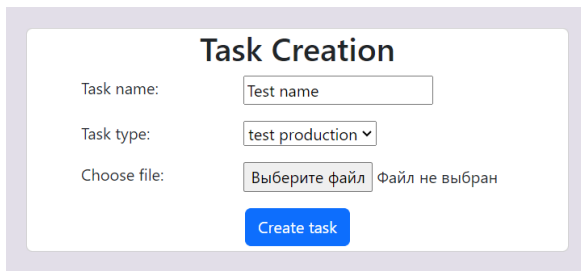 Task Creation
Task name: Test name
Task type: test production
Choose file: Выберите файл Файл не выбран
Create task